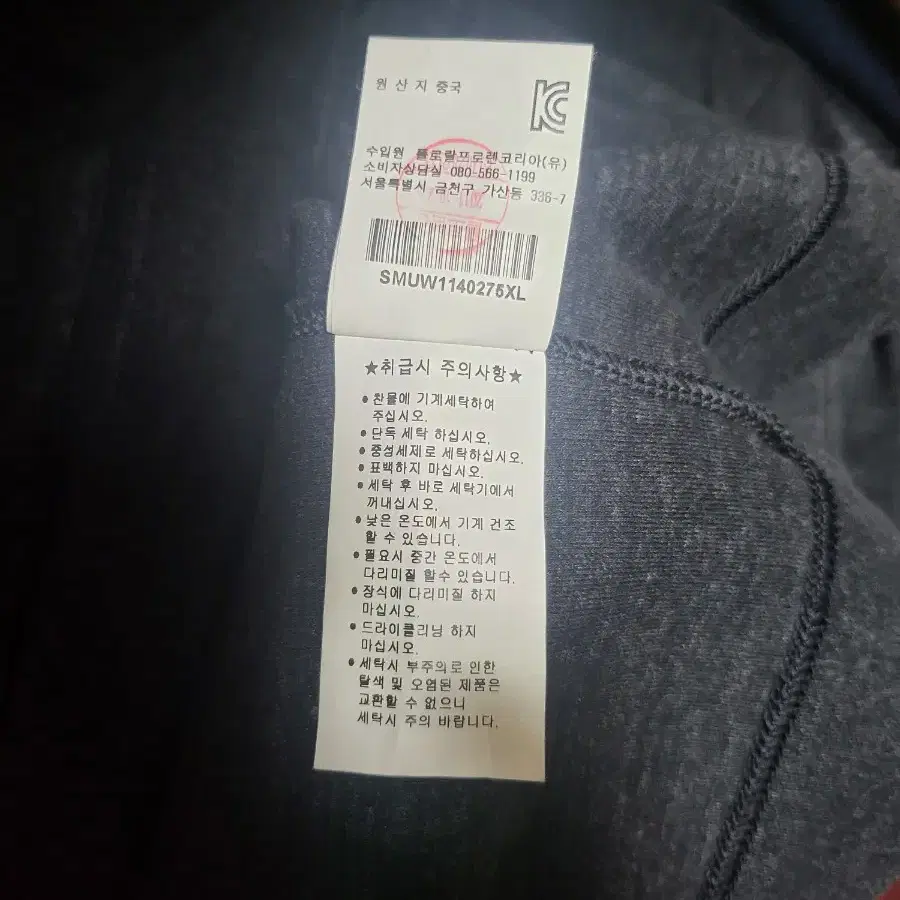 원 산 지 중국
KC
수입원 플로랄프로렌코리아(유)
소비자상담실 080-566-1199
서울특별시 금천구 가산동 336-7
SMUW1140275XL
★취급시 주의사항★
●찬물에 기계세탁하여
주십시오.
●단독 세탁 하십시오.
●중성세제로 세탁하십시오.
●표백하지 마십시오.
●세탁 후 바로 세탁기에서
꺼내십시오.
●낮은 온도에서 기계 건조
할 수 있습니다.
●필요시 중간 온도에서
다리미질 할수 있습니다.
●장식에 다리미질 하지
마십시오.
●드라이클리닝 하지
마십시오.
●세탁시 부주의로 인한
탈색 및 오염된 제품은
교환할 수 없으니
세탁시 주의 바랍니다.